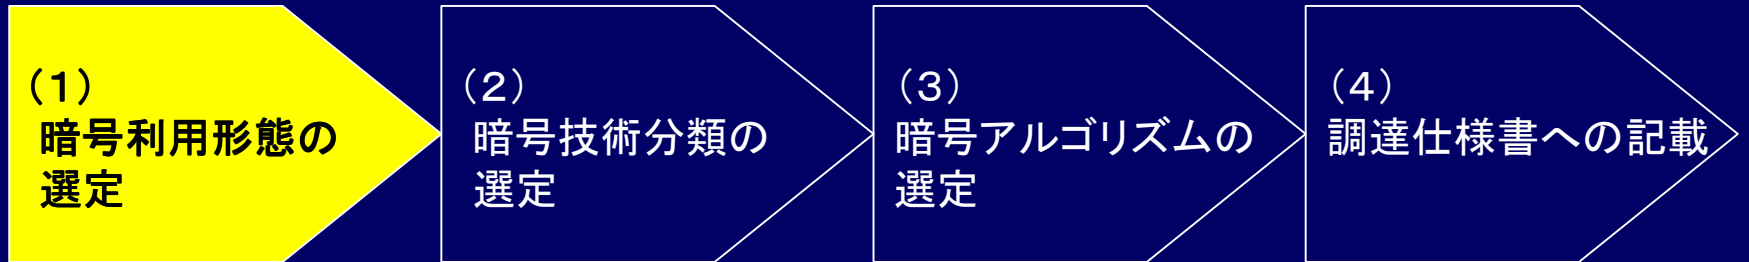 （1）
暗号利用形態の
選定
（2）
暗号技術分類の
選定
（3）
暗号アルゴリズムの
選定
（4）
調達仕様書への記載